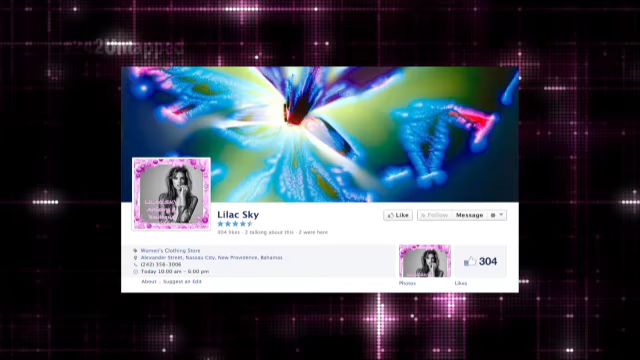 Untapped
Lilac Sky
304 likes · 2 talking about this · 2 were here
Like
Follow
Message
Women's Clothing Store
Alexander Street, Nassau City, New Providence, Bahamas
(242) 356-3006
Today 10:00 am - 6:00 pm
About · Suggest an Edit
304
Photos
Likes